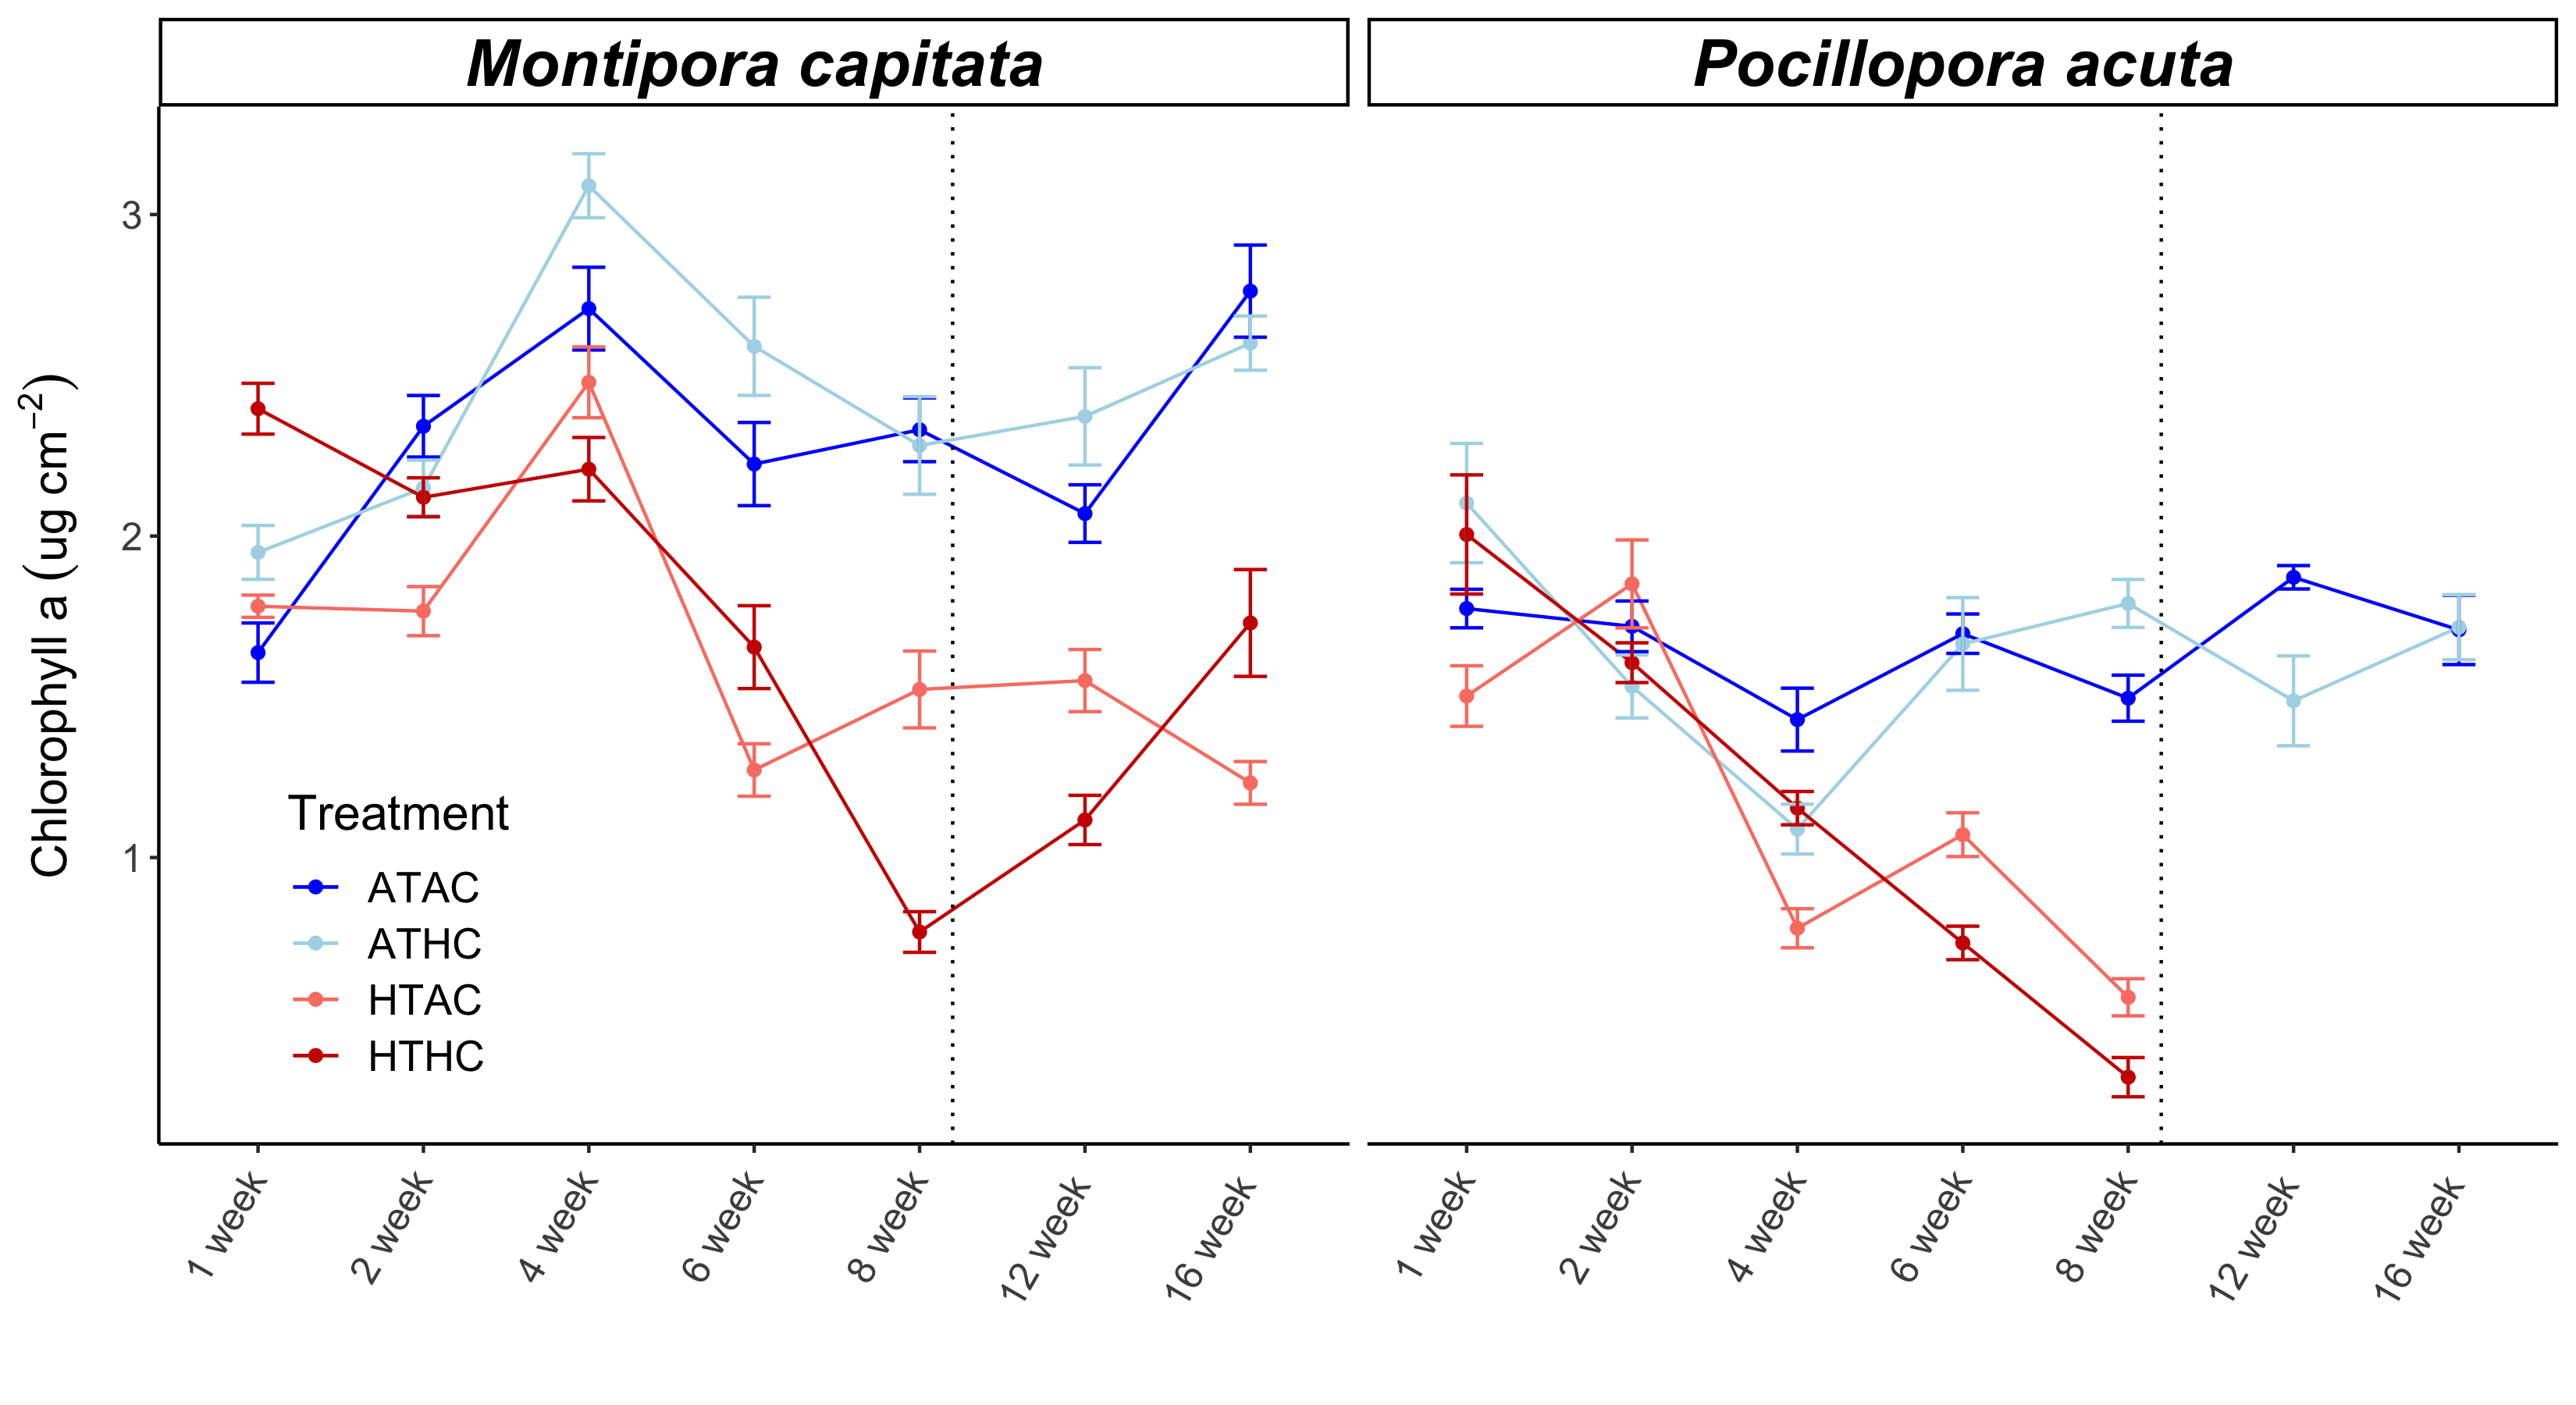 Montipora capitata
Pocillopora acuta
Chlorophyll a (ug cm⁻²)
3
2
1
Treatment
ATAC
ATHC
HTAC
HTHC
1 week
2 week
4 week
6 week
8 week
12 week
16 week
1 week
2 week
4 week
6 week
8 week
12 week
16 week